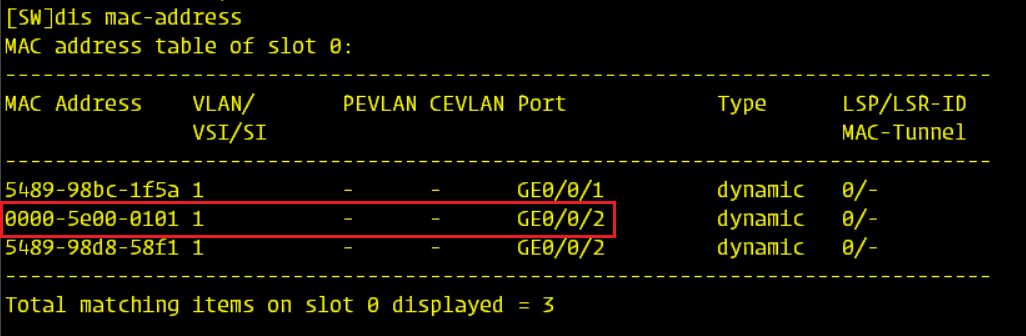 [SW]dis mac-address
MAC address table of slot 0:
-------------------------------------------------------------------------------
MAC Address    VLAN/       PEVLAN CEVLAN Port            Type      LSP/LSR-ID
               VSI/SI                                              MAC-Tunnel
-------------------------------------------------------------------------------
5489-98bc-1f5a 1           -      -      GE0/0/1         dynamic   0/-
0000-5e00-0101 1           -      -      GE0/0/2         dynamic   0/-
5489-98d8-58f1 1           -      -      GE0/0/2         dynamic   0/-
-------------------------------------------------------------------------------
Total matching items on slot 0 displayed = 3